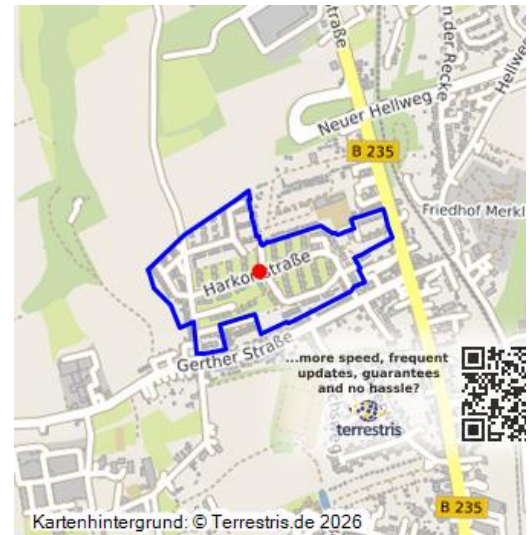 straße
n der Recke
Hellweg
Neuer Hellweg
B 235
Friedhof Merkl
Harkortstraße
Gerther Straße
...more speed, frequent
updates, guarantees
and no hassle?
terrestris
B 235
Kartenhintergrund: © Terrestris.de 2026